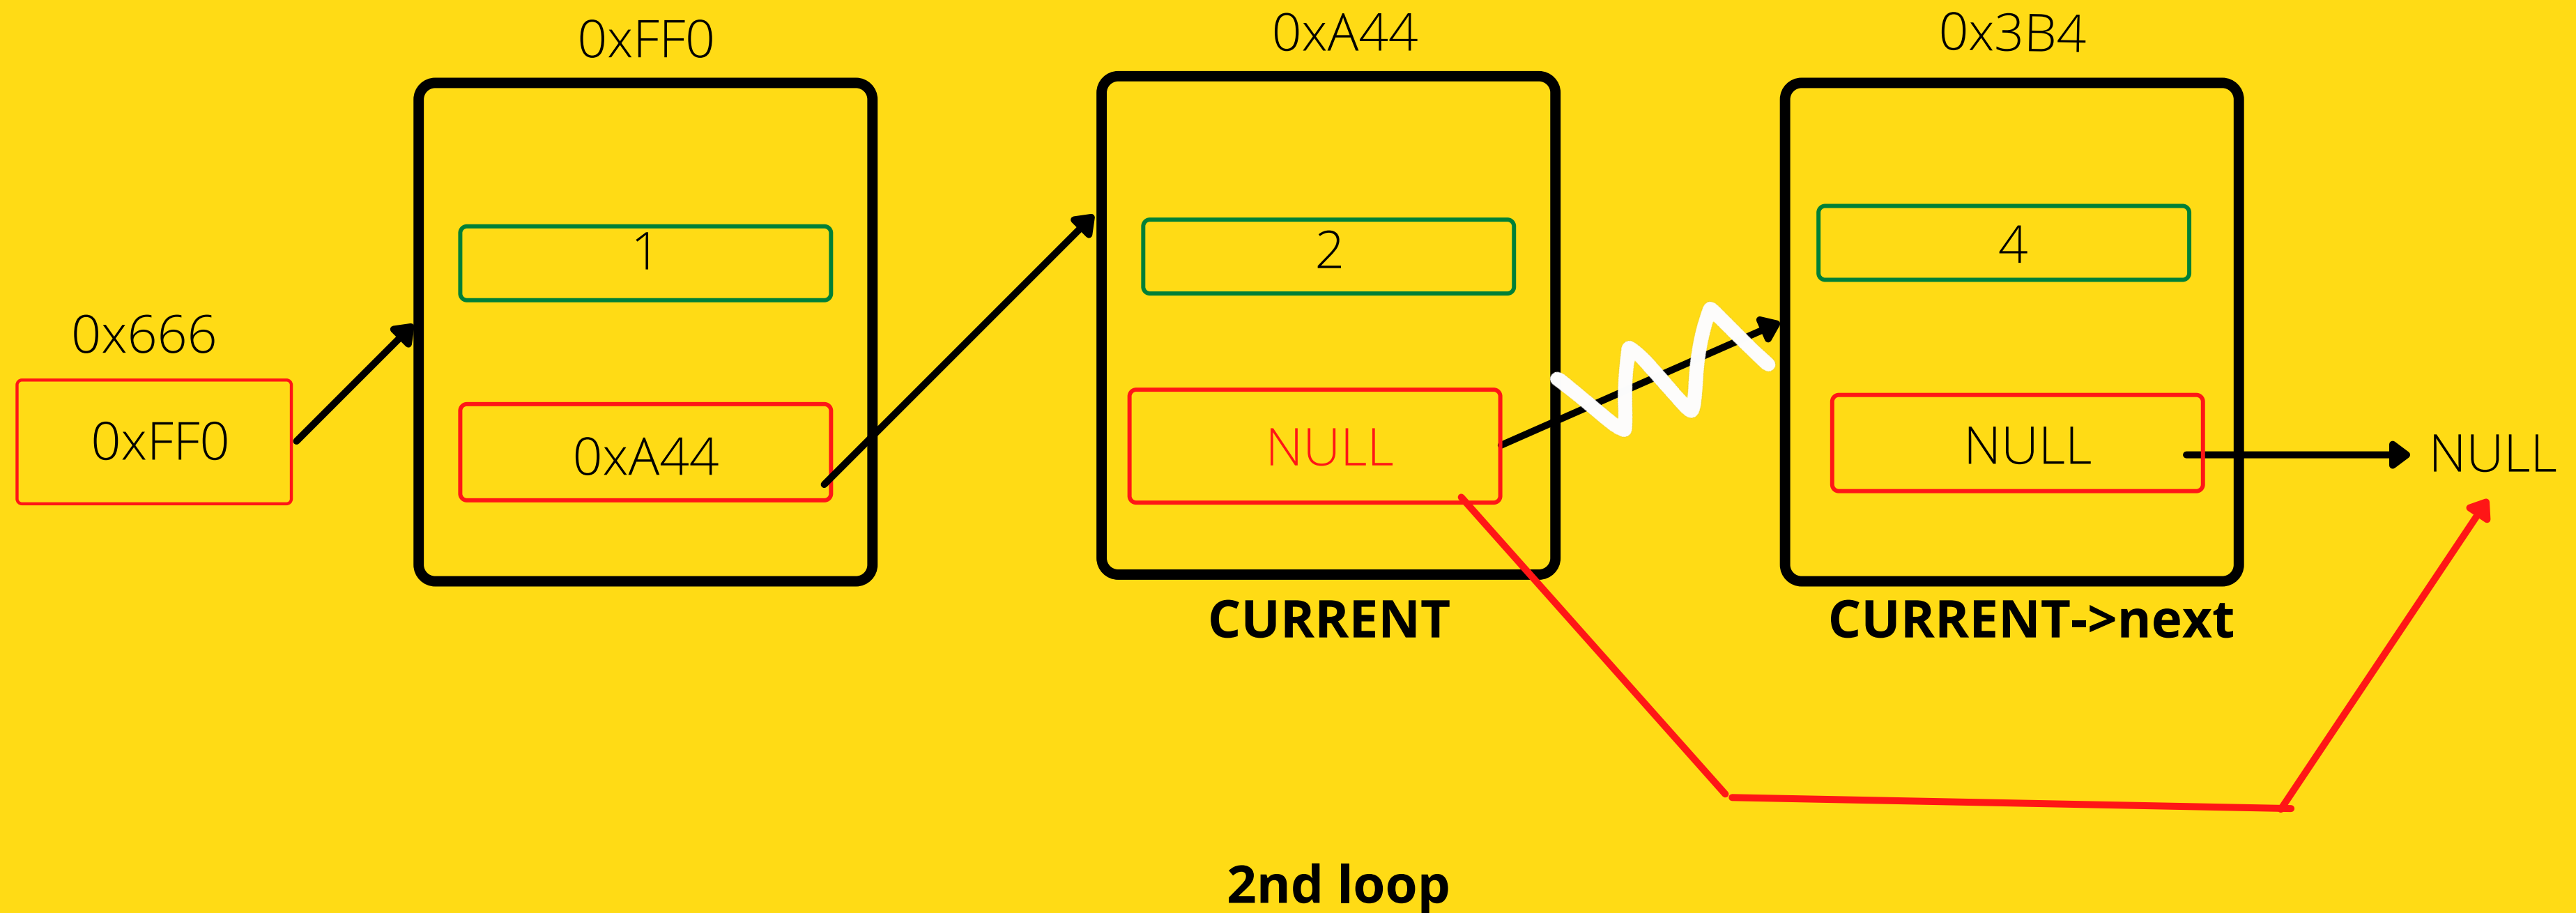 0xFF0
0xA44
0x3B4
1
2
4
0x666
0xFF0
0xA44
NULL
NULL
NULL
CURRENT
CURRENT->next
2nd loop